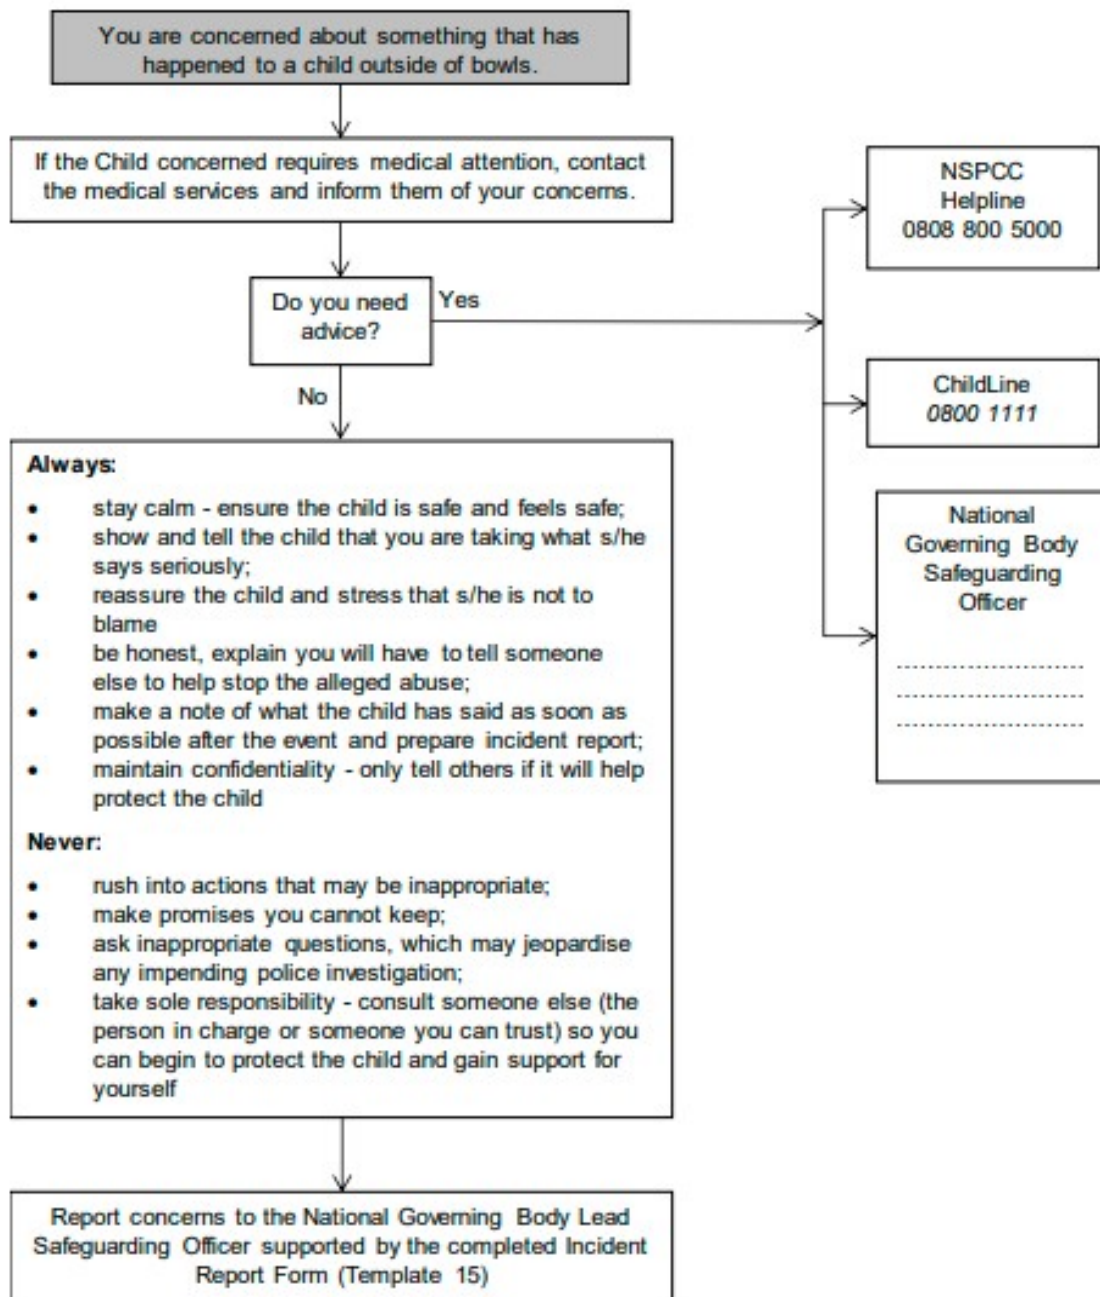 You are concerned about something that has
happened to a child outside of bowls.
If the Child concerned requires medical attention, contact
the medical services and inform them of your concerns.
Do you need
advice?
Yes
No
NSPCC
Helpline
0808 800 5000
ChildLine
0800 1111
National
Governing Body
Safeguarding
Officer
Always:
• stay calm - ensure the child is safe and feels safe;
• show and tell the child that you are taking what s/he
says seriously;
• reassure the child and stress that s/he is not to
blame
• be honest, explain you will have to tell someone
else to help stop the alleged abuse;
• make a note of what the child has said as soon as
possible after the event and prepare incident report;
• maintain confidentiality - only tell others if it will help
protect the child
Never:
• rush into actions that may be inappropriate;
• make promises you cannot keep;
• ask inappropriate questions, which may jeopardise
any impending police investigation;
• take sole responsibility - consult someone else (the
person in charge or someone you can trust) so you
can begin to protect the child and gain support for
yourself
Report concerns to the National Governing Body Lead
Safeguarding Officer supported by the completed Incident
Report Form (Template 15)